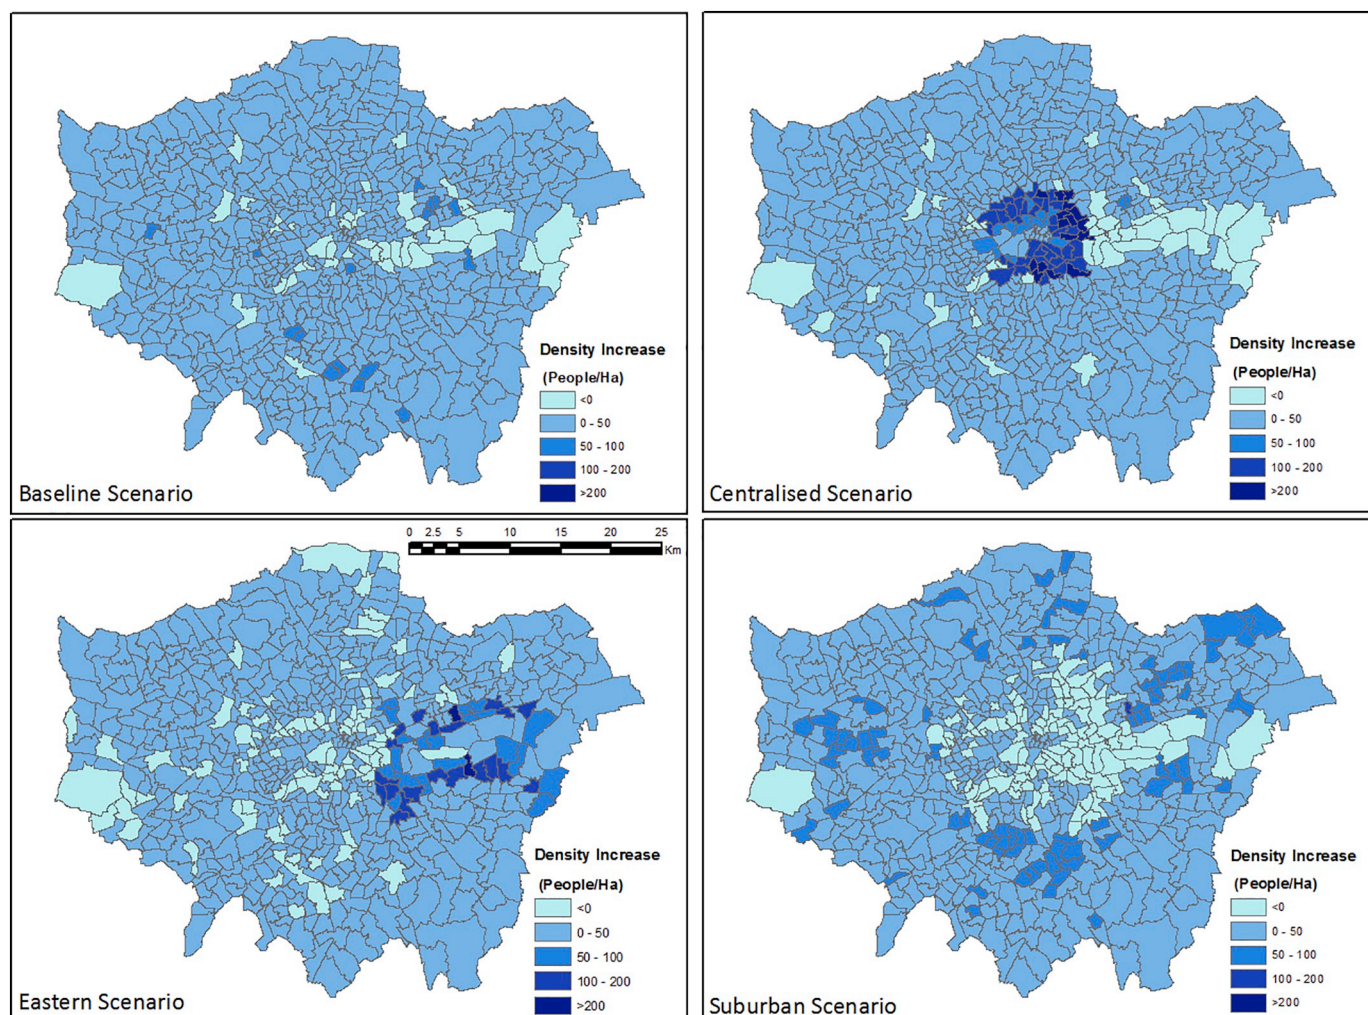 Density Increase
(People/Ha)
<0
0 - 50
50 - 100
100 - 200
>200
Baseline Scenario
Density Increase
(People/Ha)
<0
0 - 50
50 - 100
100 - 200
>200
Centralised Scenario
0 2.5 5 10 15 20 25
Km
Density Increase
(People/Ha)
<0
0 - 50
50 - 100
100 - 200
>200
Eastern Scenario
Density Increase
(People/Ha)
<0
0 - 50
50 - 100
100 - 200
>200
Suburban Scenario